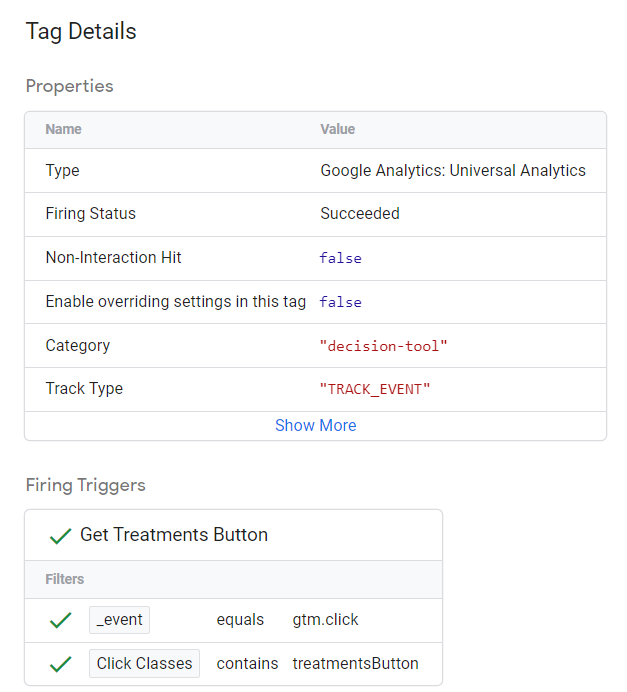 Tag Details
Properties
Name Value
Type Google Analytics: Universal Analytics
Firing Status Succeeded
Non-Interaction Hit false
Enable overriding settings in this tag false
Category "decision-tool"
Track Type "TRACK_EVENT"
Show More
Firing Triggers
Get Treatments Button
Filters
_event equals gtm.click
Click Classes contains treatmentsButton